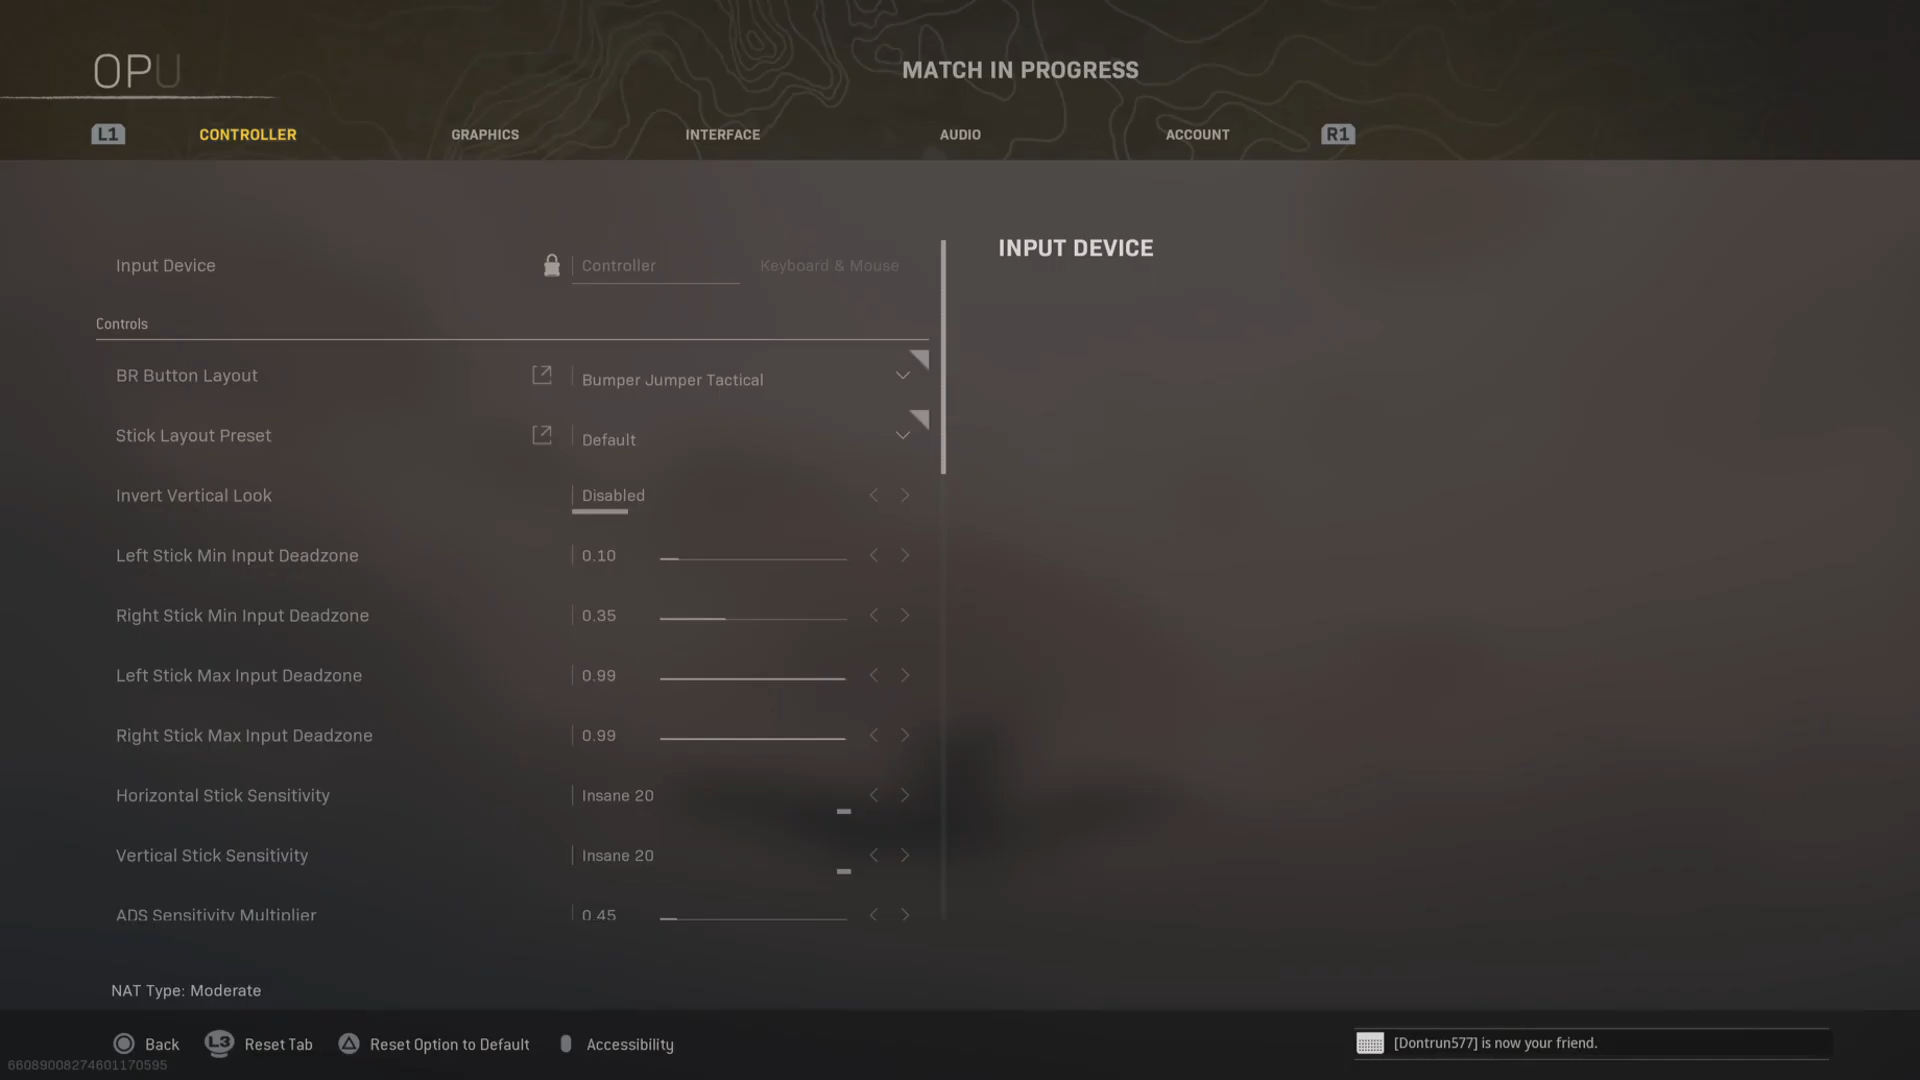 OPU
MATCH IN PROGRESS
L1 CONTROLLER GRAPHICS INTERFACE AUDIO ACCOUNT R1
Input Device Controller Keyboard & Mouse
INPUT DEVICE
Controls
BR Button Layout Bumper Jumper Tactical
Stick Layout Preset Default
Invert Vertical Look Disabled
Left Stick Min Input Deadzone 0.10
Right Stick Min Input Deadzone 0.35
Left Stick Max Input Deadzone 0.99
Right Stick Max Input Deadzone 0.99
Horizontal Stick Sensitivity Insane 20
Vertical Stick Sensitivity Insane 20
ADS Sensitivity Multiplier 0.45
NAT Type: Moderate
Back L3 Reset Tab Reset Option to Default Accessibility
[Dontrun577] is now your friend.
66089008274601170595